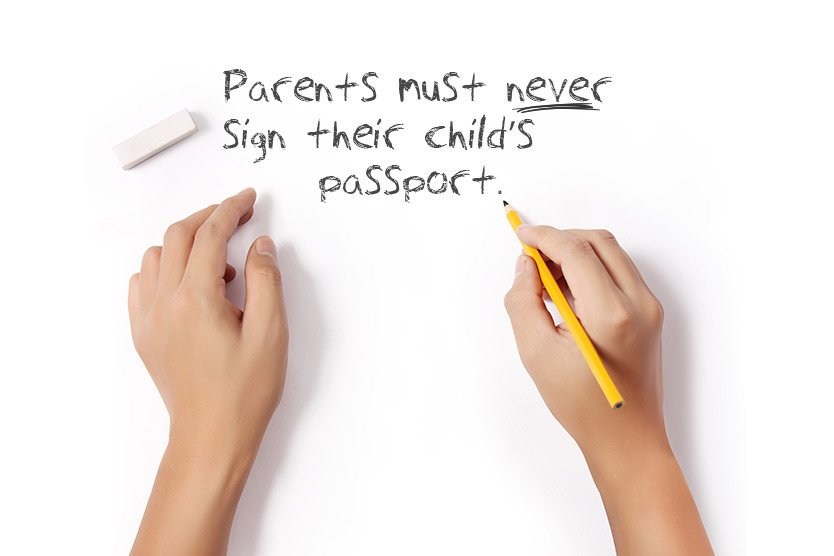 Parents must never
sign their child's
passport.